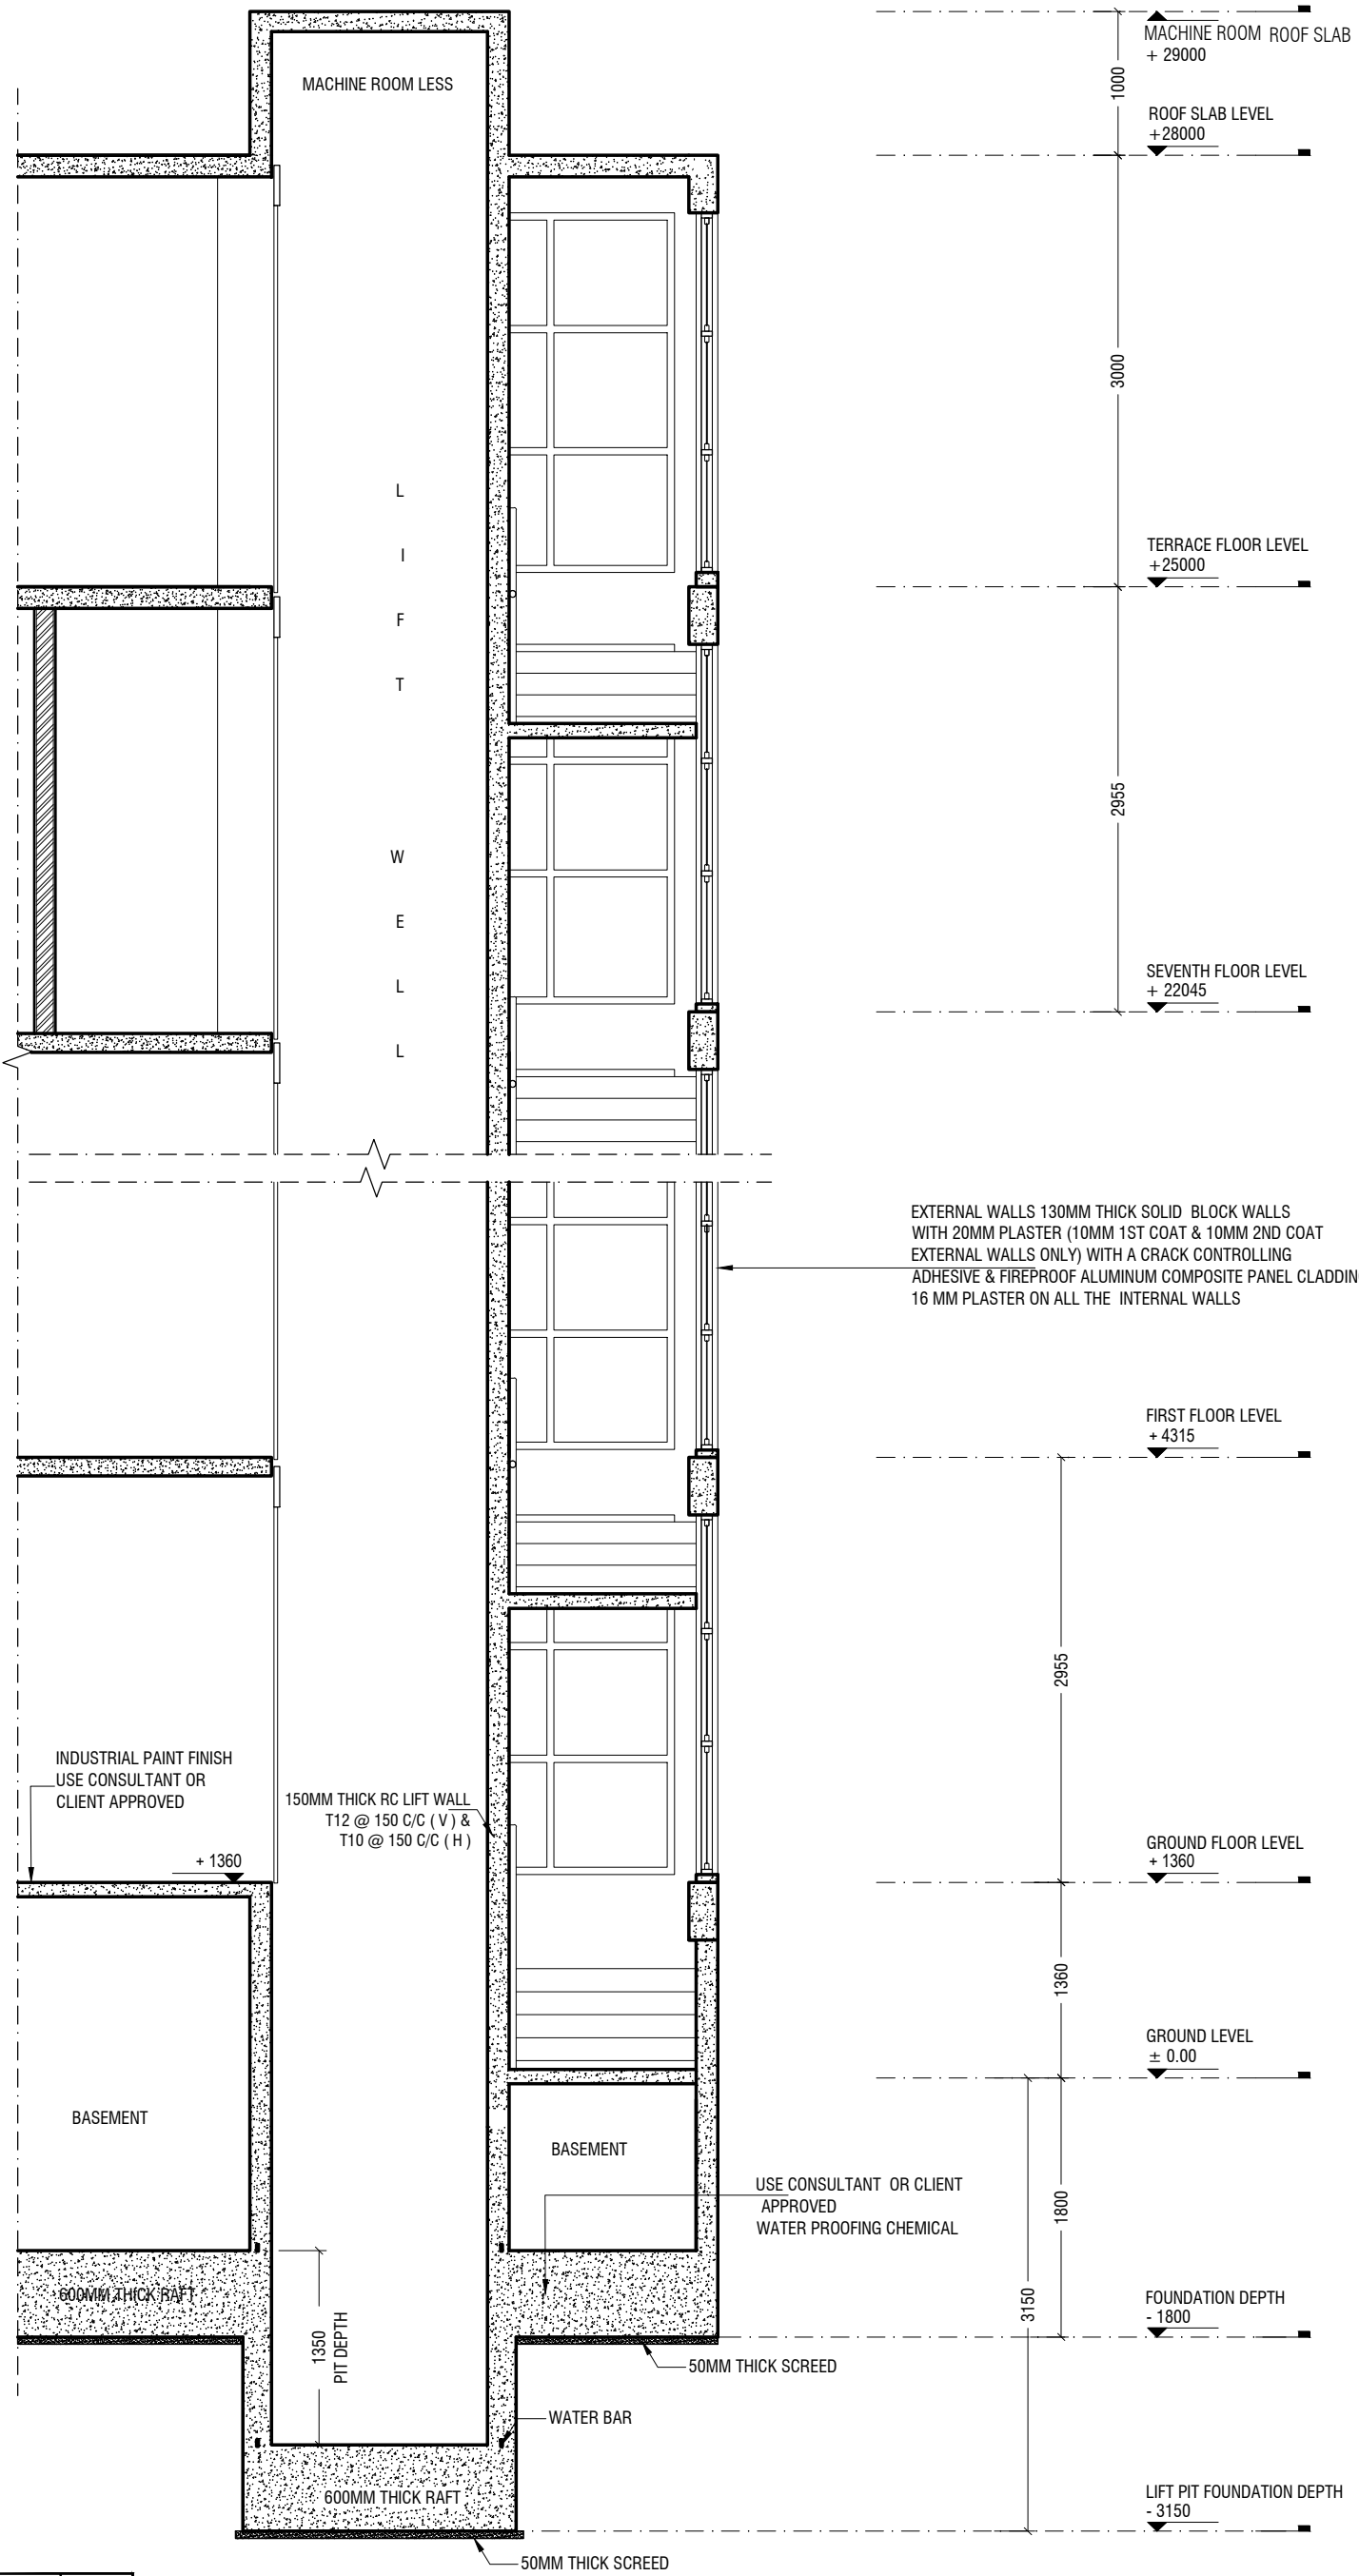 MACHINE ROOM ROOF SLAB
+ 29000
MACHINE ROOM LESS
1000
ROOF SLAB LEVEL
+28000
3000
L
I
F
T
TERRACE FLOOR LEVEL
+25000
2955
W
E
L
L
SEVENTH FLOOR LEVEL
+ 22045
EXTERNAL WALLS 130MM THICK SOLID BLOCK WALLS
WITH 20MM PLASTER (10MM 1ST COAT & 10MM 2ND COAT
EXTERNAL WALLS ONLY) WITH A CRACK CONTROLLING
ADHESIVE & FIREPROOF ALUMINUM COMPOSITE PANEL CLADDIN
16 MM PLASTER ON ALL THE INTERNAL WALLS
FIRST FLOOR LEVEL
+ 4315
2955
INDUSTRIAL PAINT FINISH
USE CONSULTANT OR
CLIENT APPROVED
150MM THICK RC LIFT WALL
T12 @ 150 C/C ( V ) &
T10 @ 150 C/C ( H )
+ 1360
GROUND FLOOR LEVEL
+ 1360
1360
GROUND LEVEL
± 0.00
BASEMENT
BASEMENT
USE CONSULTANT OR CLIENT
APPROVED
WATER PROOFING CHEMICAL
1800
3150
600MM THICK RAFT
1350
PIT DEPTH
FOUNDATION DEPTH
- 1800
50MM THICK SCREED
WATER BAR
600MM THICK RAFT
LIFT PIT FOUNDATION DEPTH
- 3150
50MM THICK SCREED